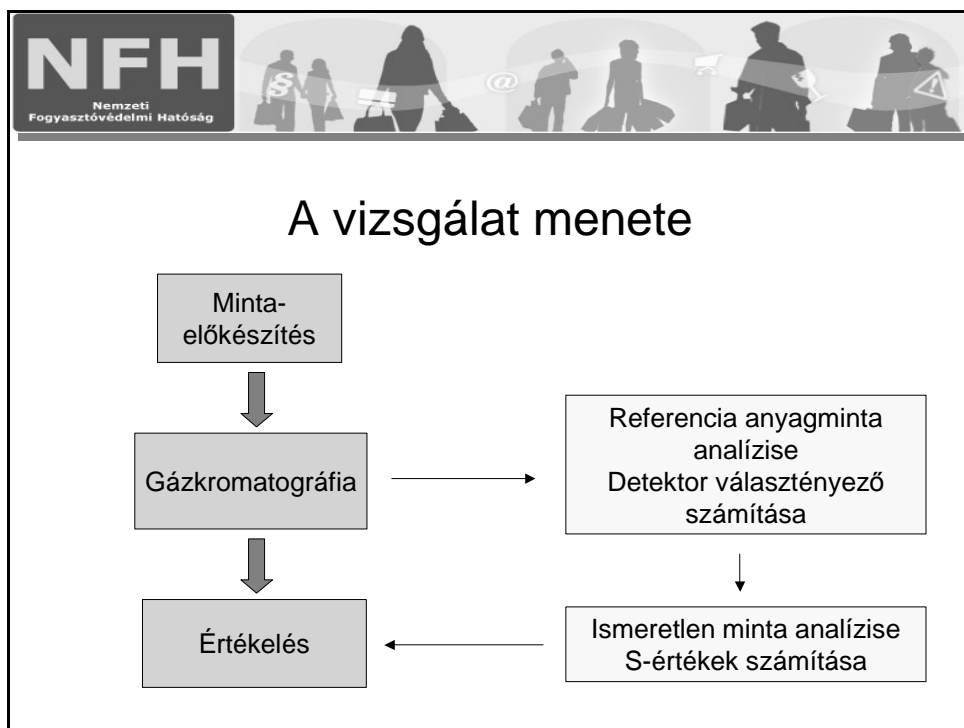 NFH
Nemzeti
Fogyasztóvédelmi Hatóság
§
@
A vizsgálat menete
Minta-
előkészítés
Gázkromatográfia
Értékelés
Referencia anyagminta
analízise
Detektor választényező
számítása
Ismeretlen minta analízise
S-értékek számítása